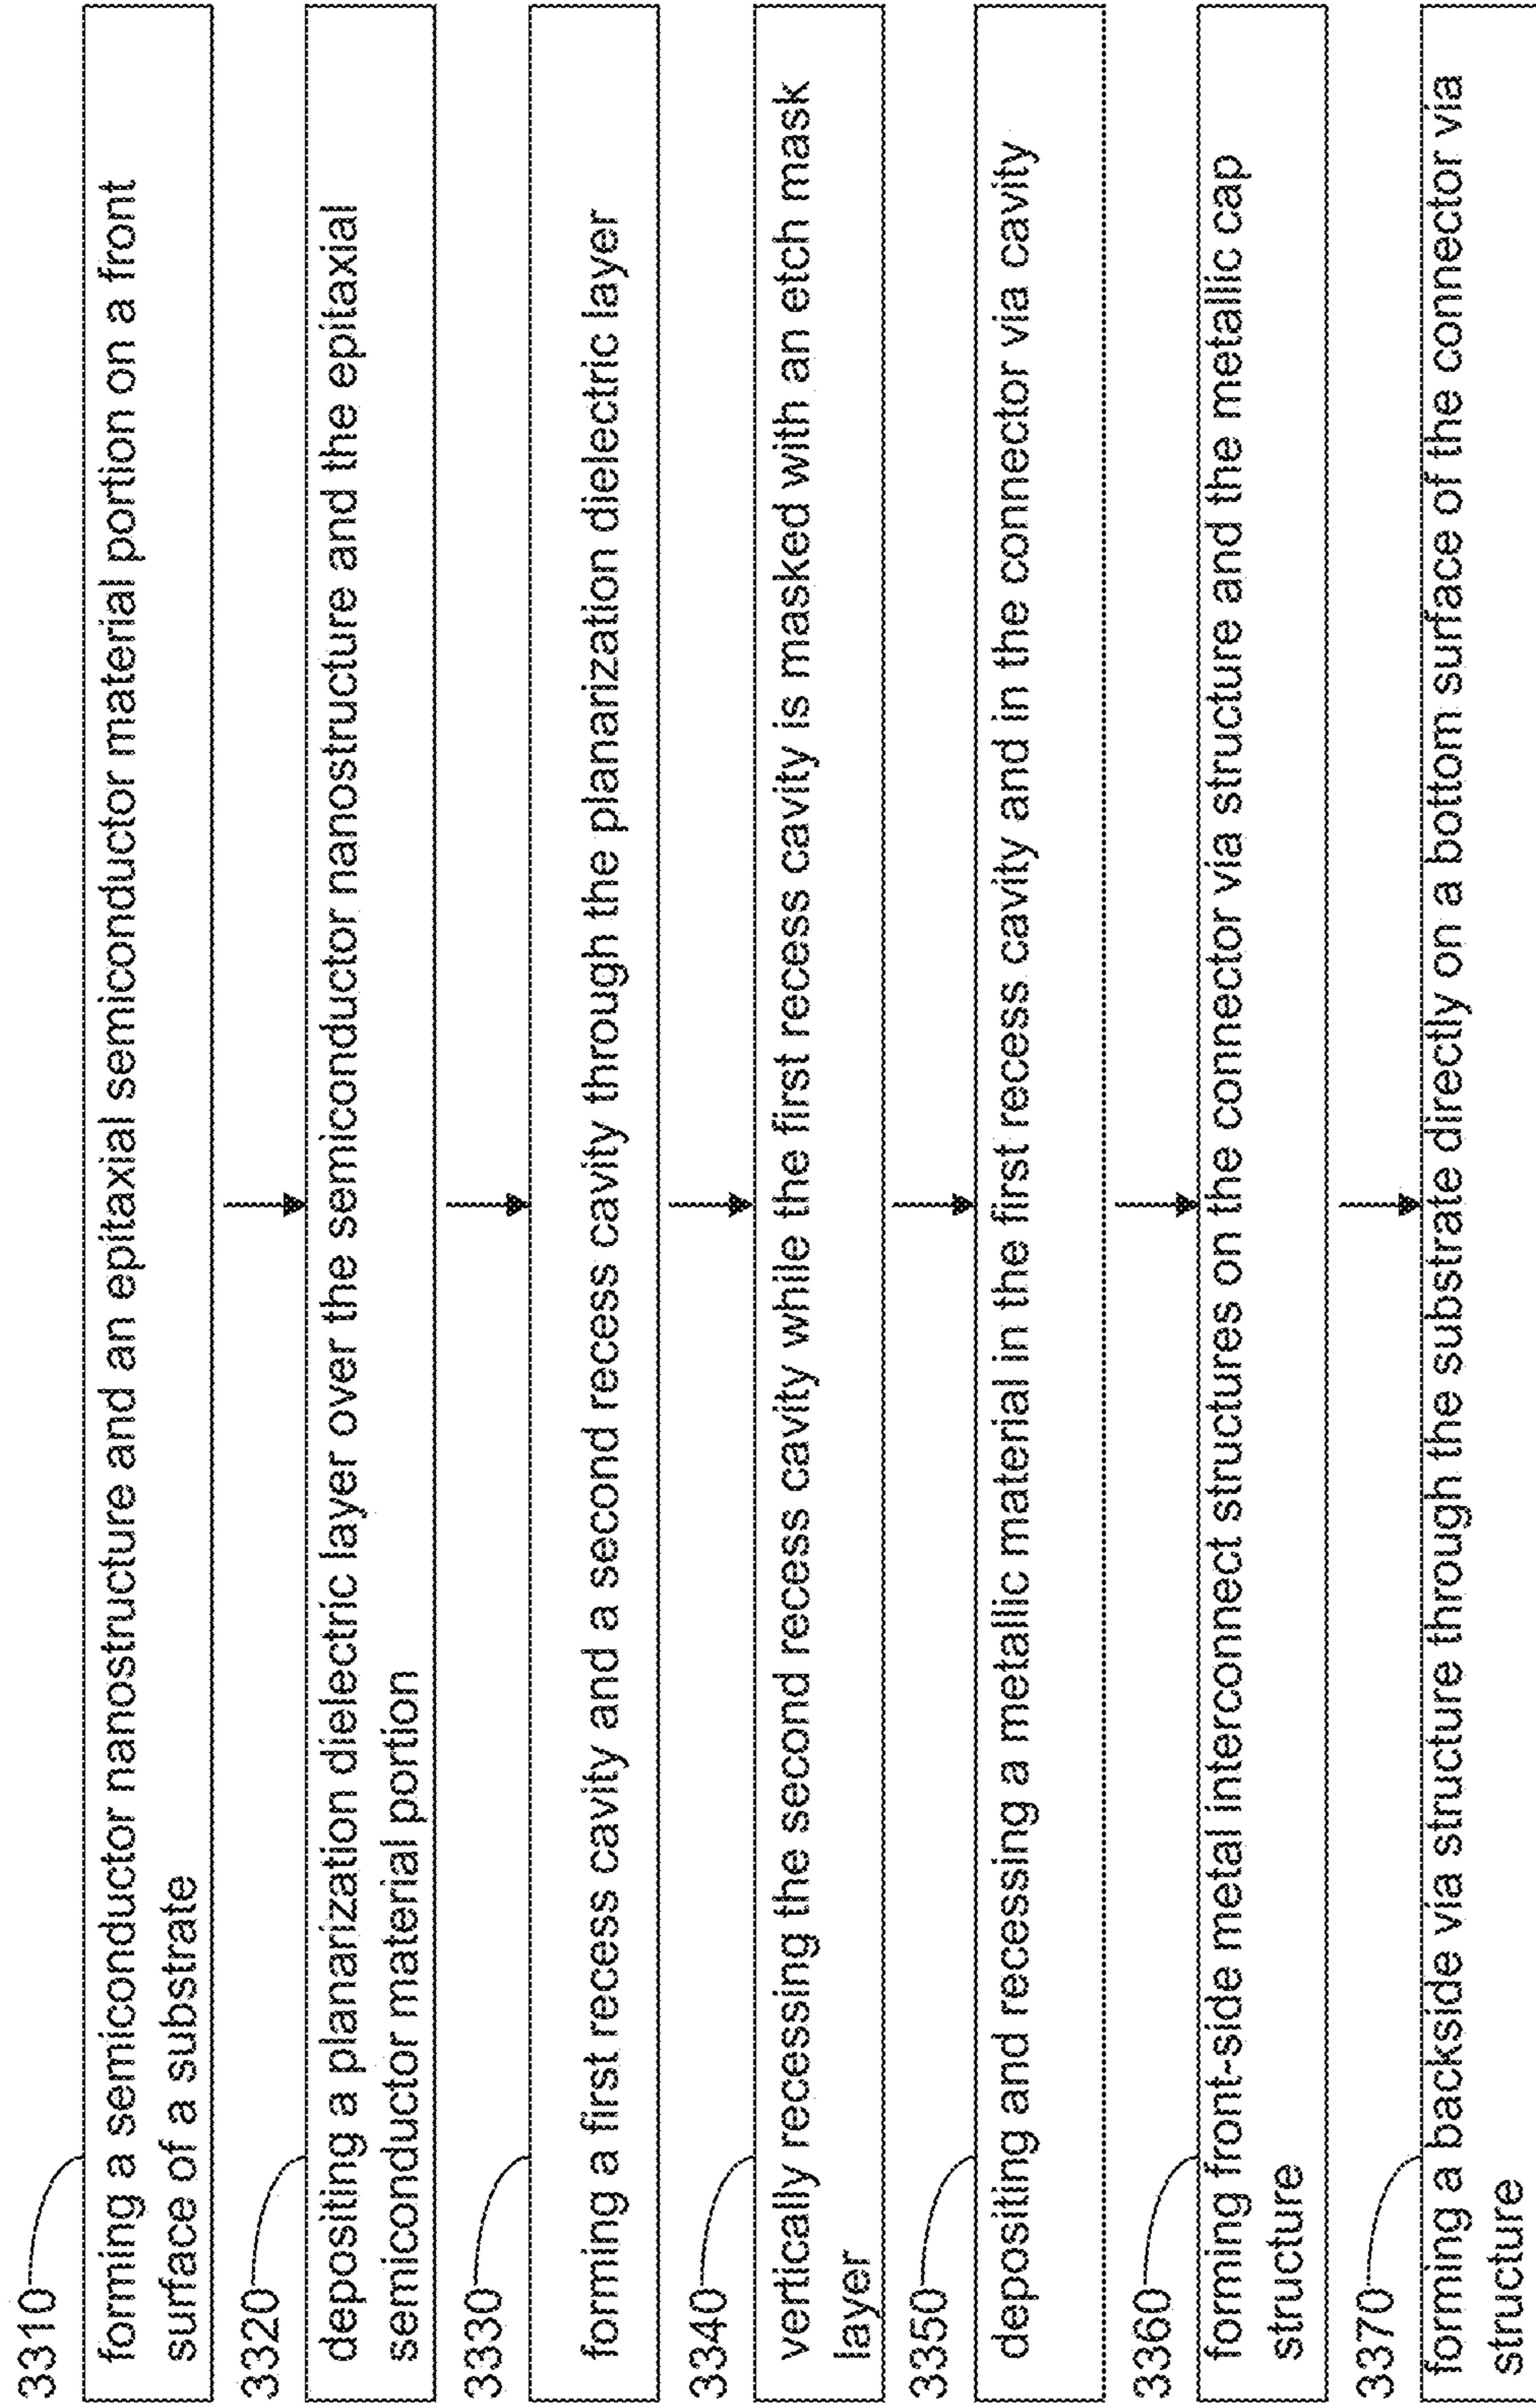 3310
forming a semiconductor nanostructure and an epitaxial semiconductor material portion on a front
surface of a substrate
3320
depositing a planarization dielectric layer over the semiconductor nanostructure and the epitaxial
semiconductor material portion
3330
forming a first recess cavity and a second recess cavity through the planarization dielectric layer
3340
vertically recessing the second recess cavity while the first recess cavity is masked with an etch mask
layer
3350
depositing and recessing a metallic material in the first recess cavity and in the connector via cavity
3360
forming front-side metal interconnect structures on the connector via structure and the metallic cap
structure
3370
forming a backside via structure through the substrate directly on a bottom surface of the connector via
structure